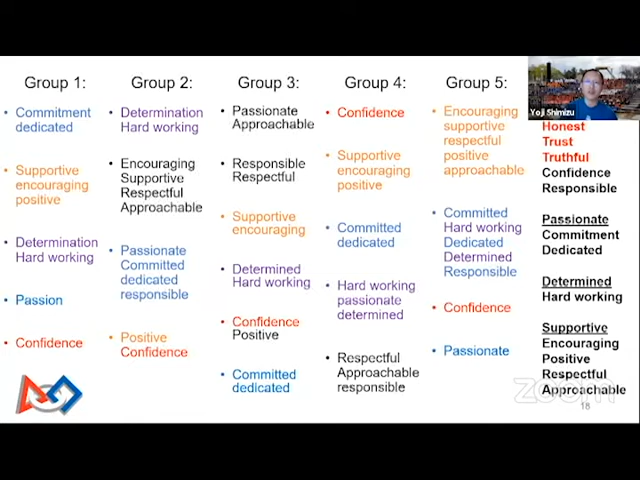 Group 1:
• Commitment
dedicated
• Supportive
encouraging
positive
• Determination
Hard working
• Passion
• Confidence
Group 2:
• Determination
Hard working
• Encouraging
Supportive
Respectful
Approachable
• Passionate
Committed
dedicated
responsible
• Positive
Confidence
Group 3:
• Passionate
Approachable
• Responsible
Respectful
• Supportive
encouraging
• Determined
Hard working
• Confidence
Positive
• Committed
dedicated
Group 4:
• Confidence
• Supportive
encouraging
positive
• Committed
dedicated
• Hard working
passionate
determined
• Respectful
Approachable
responsible
Group 5:
• Encouraging
supportive
respectful
positive
approachable
• Committed
Hard working
Dedicated
Determined
Responsible
• Confidence
• Passionate
Yoji Shimizu
Honest
Trust
Truthful
Confidence
Responsible
Passionate
Commitment
Dedicated
Determined
Hard working
Supportive
Encouraging
Positive
Respectful
Approachable
zoom
18